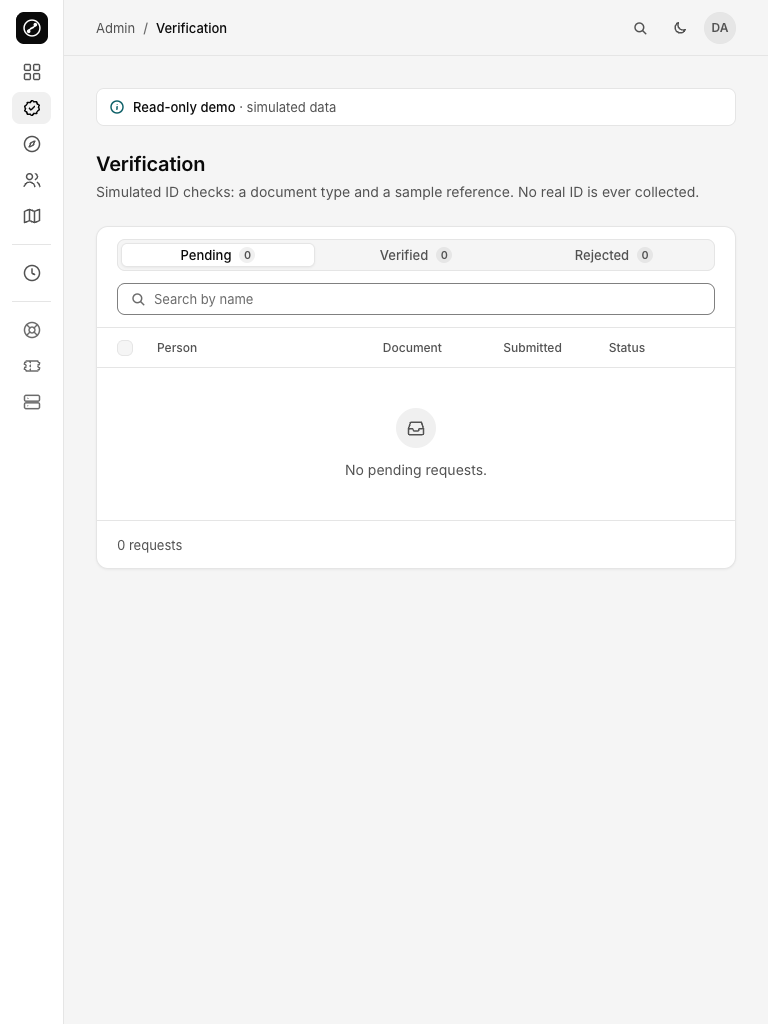 Admin / Verification
DA
Read-only demo · simulated data
Verification
Simulated ID checks: a document type and a sample reference. No real ID is ever collected.
Pending 0 Verified 0 Rejected 0
Search by name
Person Document Submitted Status
No pending requests.
0 requests